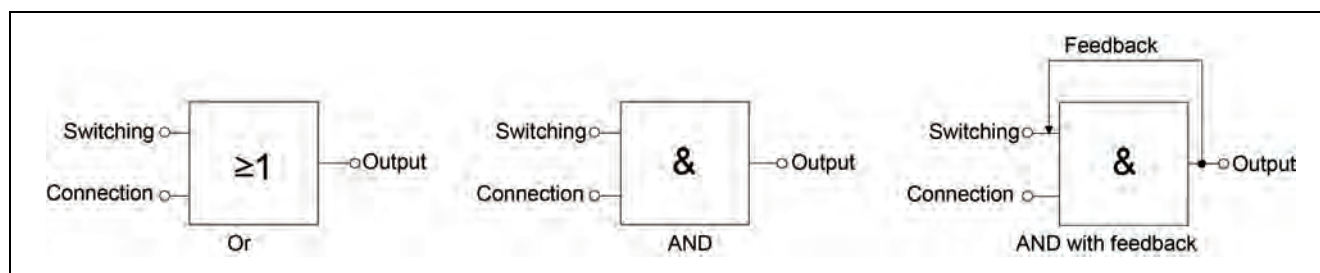 Switching
Connection
≥1
Output
Or
Switching
Connection
&
Output
AND
Feedback
Switching
Connection
&
Output
AND with feedback